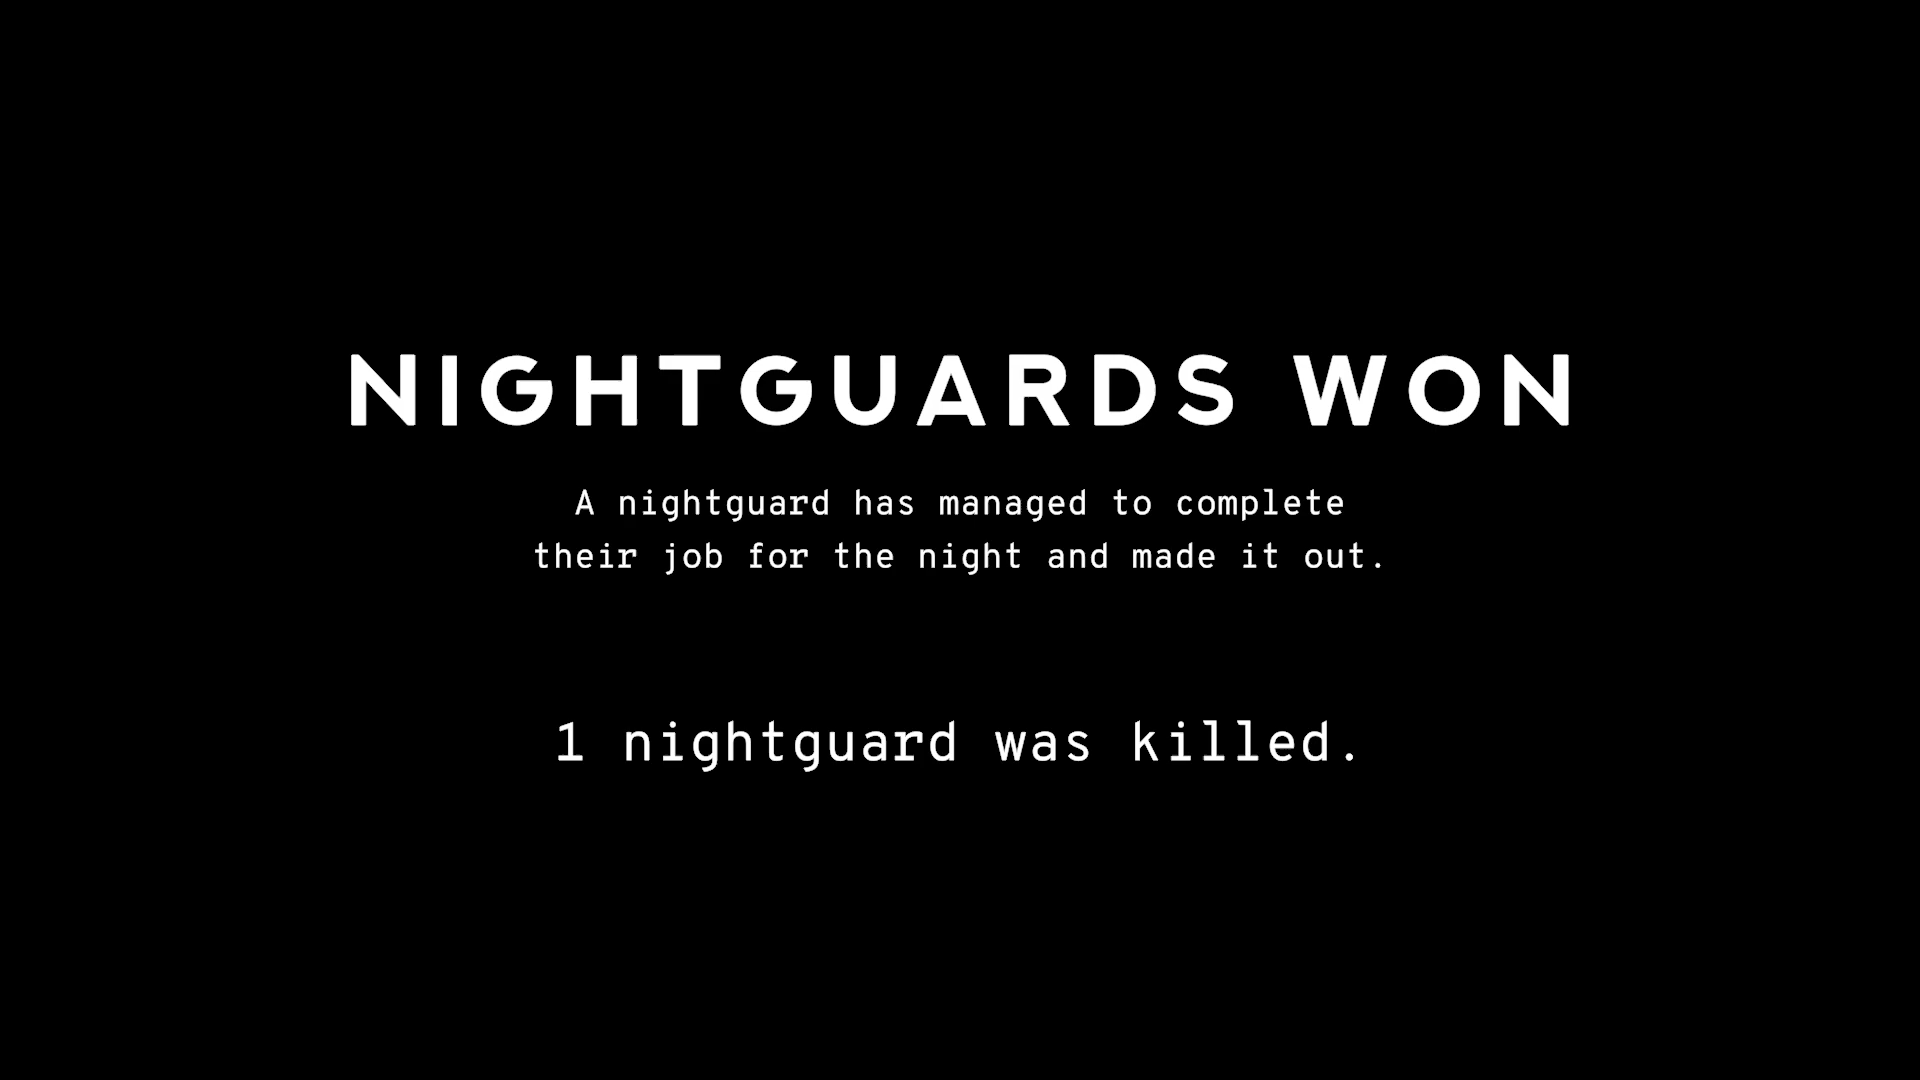 NIGHTGUARDS WON
A nightguard has managed to complete
their job for the night and made it out.
1 nightguard was killed.